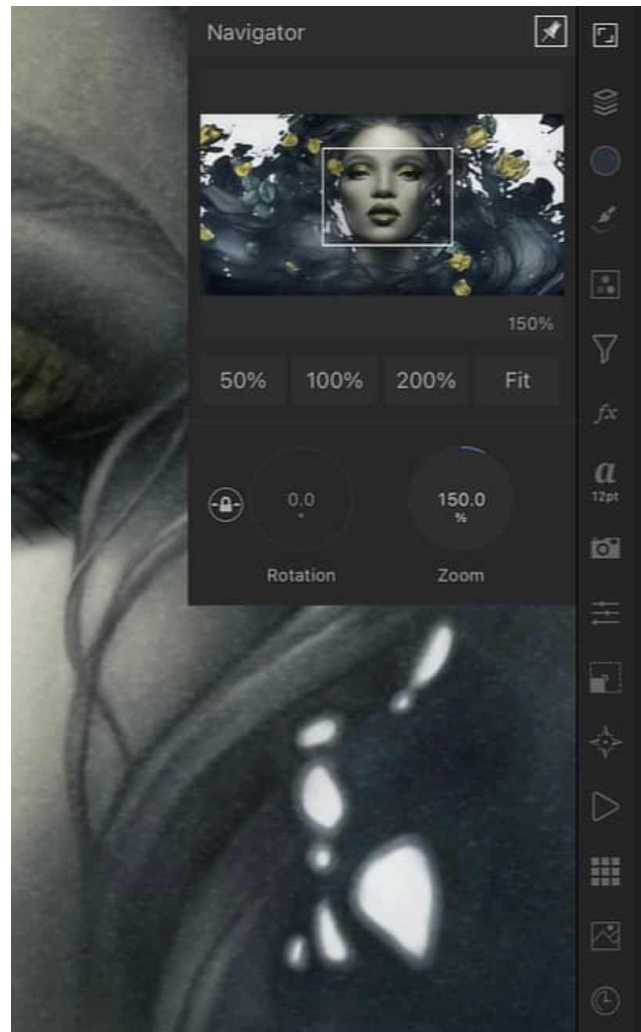 Navigator
150%
50% 100% 200% Fit
fx
a
12pt
0.0
°
150.0
%
Rotation Zoom